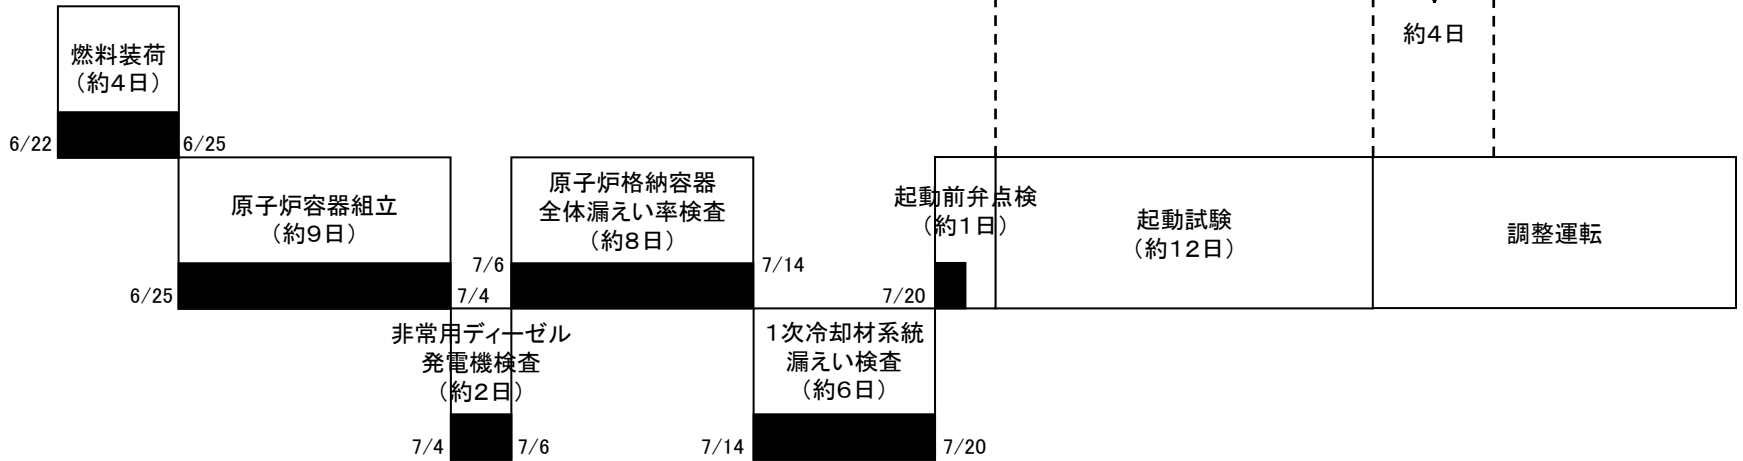 約4日
燃料装荷
（約4日）
6/22
6/25
原子炉容器組立
（約9日）
6/25
7/4
非常用ディーゼル
発電機検査
（約2日）
7/4
7/6
原子炉格納容器
全体漏えい率検査
（約8日）
7/6
7/14
1次冷却材系統
漏えい検査
（約6日）
7/14
7/20
起動前弁点検
（約1日）
7/20
起動試験
（約12日）
調整運転